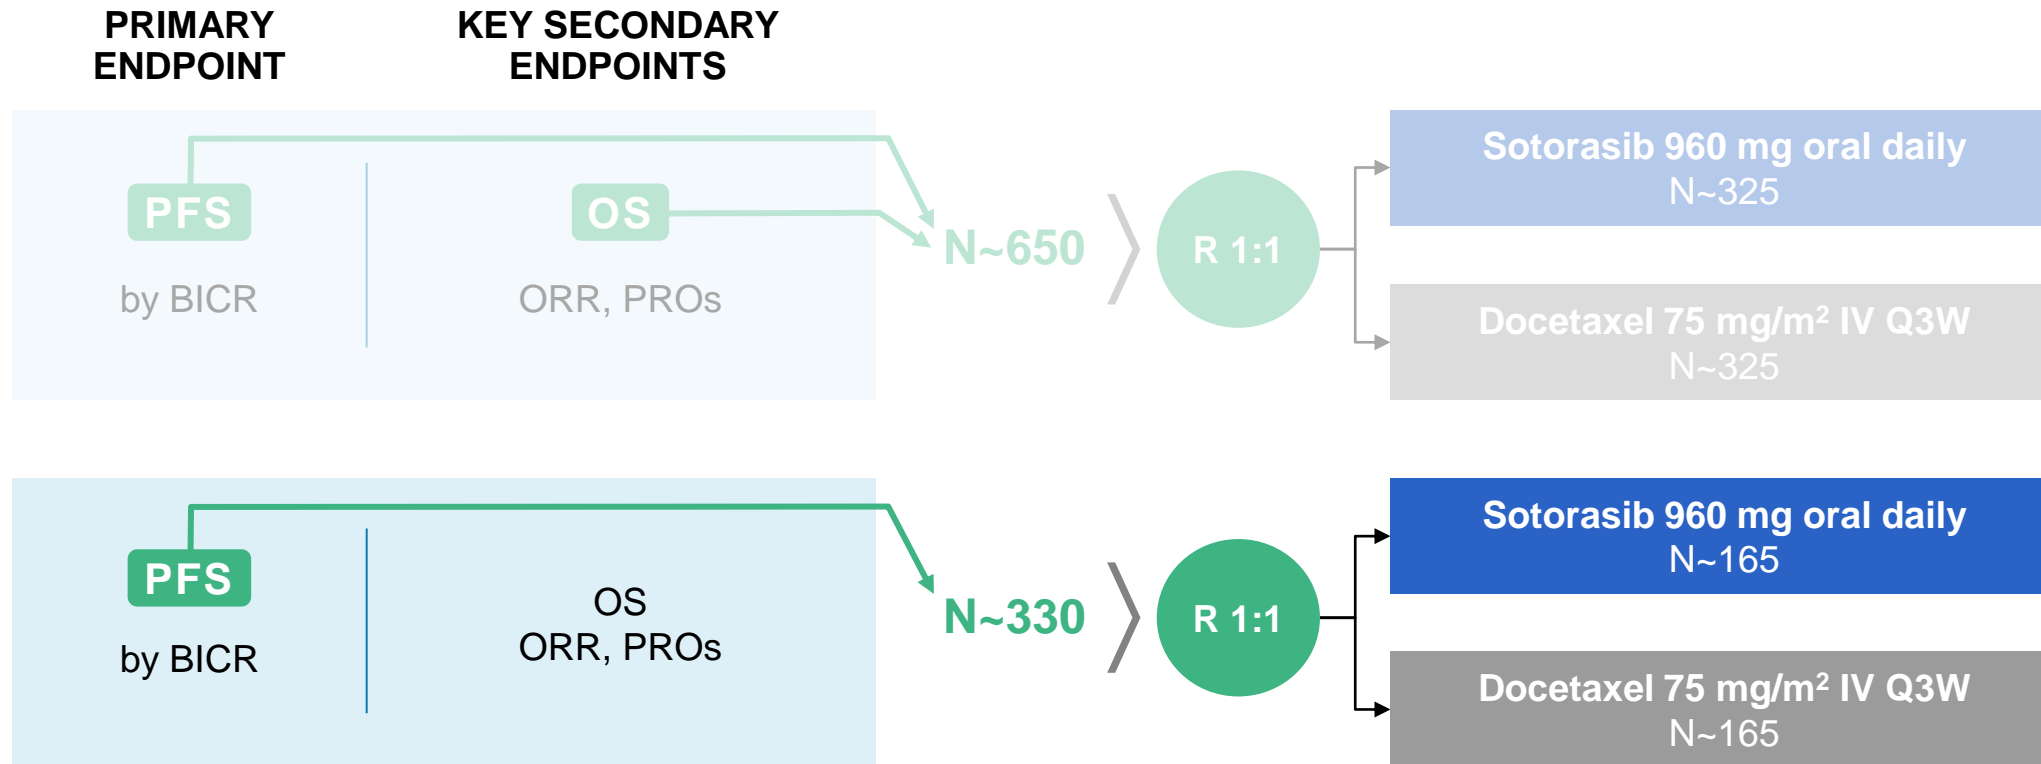 PRIMARY
ENDPOINT
KEY SECONDARY
ENDPOINTS
PFS
by BICR
OS
ORR, PROs
N~650
R 1:1
Sotorasib 960 mg oral daily
N~325
Docetaxel 75 mg/m² IV Q3W
N~325
PFS
by BICR
OS
ORR, PROs
N~330
R 1:1
Sotorasib 960 mg oral daily
N~165
Docetaxel 75 mg/m² IV Q3W
N~165